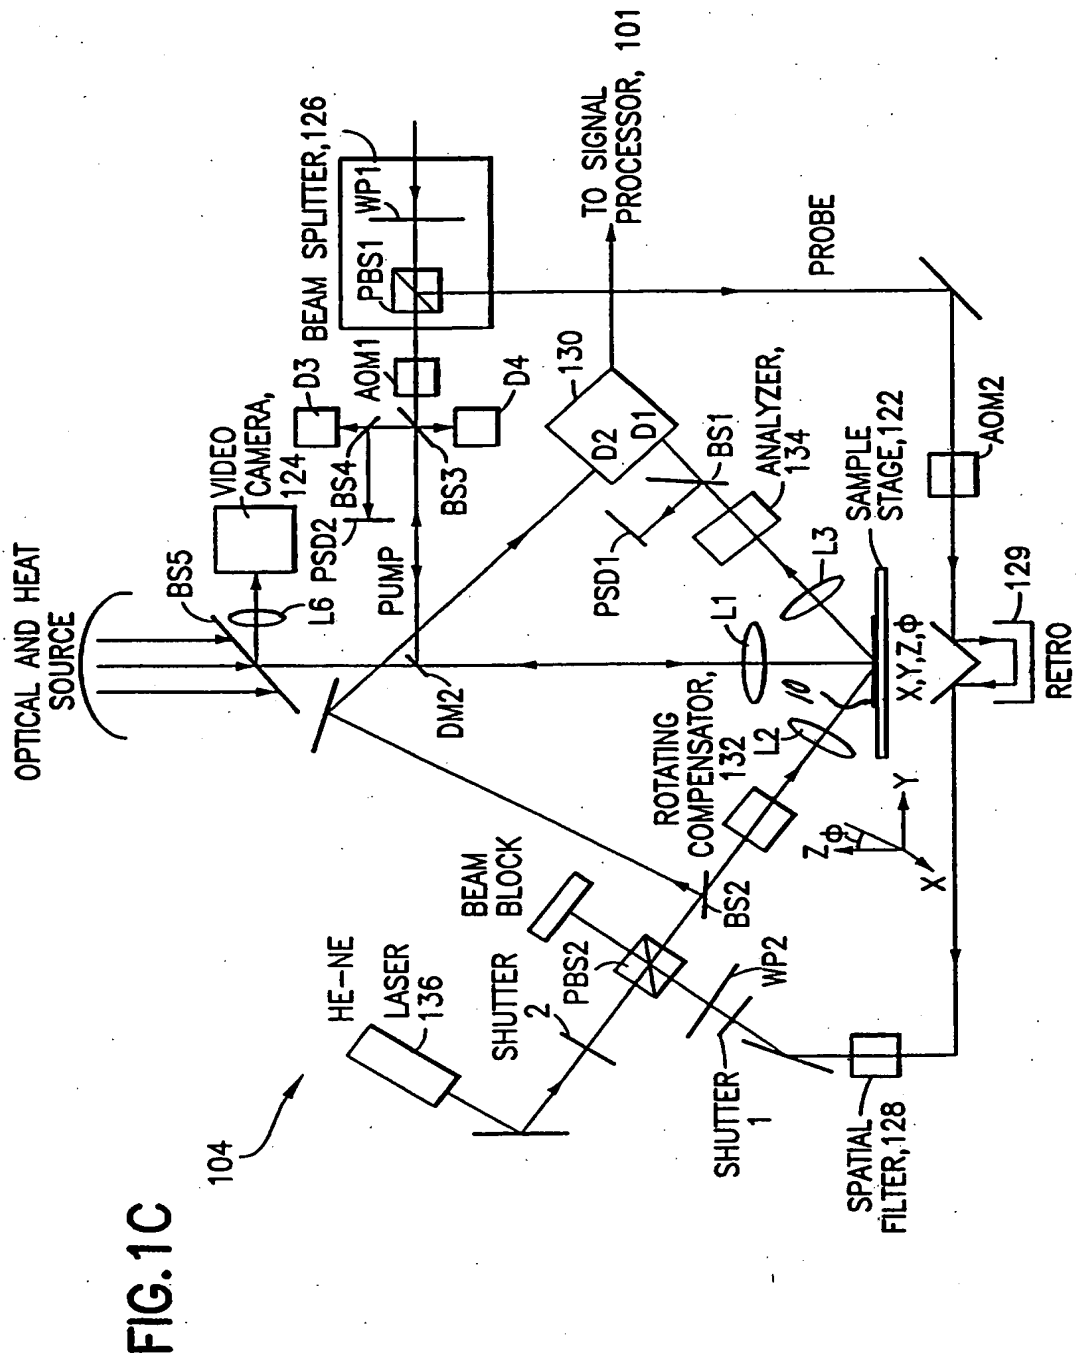 FIG.1C
104
OPTICAL AND HEAT
SOURCE
BS5
VIDEO
CAMERA,
124
L6
PSD2
BS4
D3
AOM1
BS3
D4
BEAM SPLITTER,126
PBS1
WP1
PUMP
DM2
130
D2
D1
TO SIGNAL
PROCESSOR, 101
PROBE
BS1
PSD1
ANALYZER,
134
L3
L1
10
SAMPLE
STAGE,122
X,Y,Z,ϕ
AOM2
129
RETRO
HE-NE
LASER
136
SHUTTER
2
BEAM
BLOCK
PBS2
BS2
ROTATING
COMPENSATOR,
132
L2
Z
ϕ
Y
X
WP2
SHUTTER
1
SPATIAL
FILTER,128